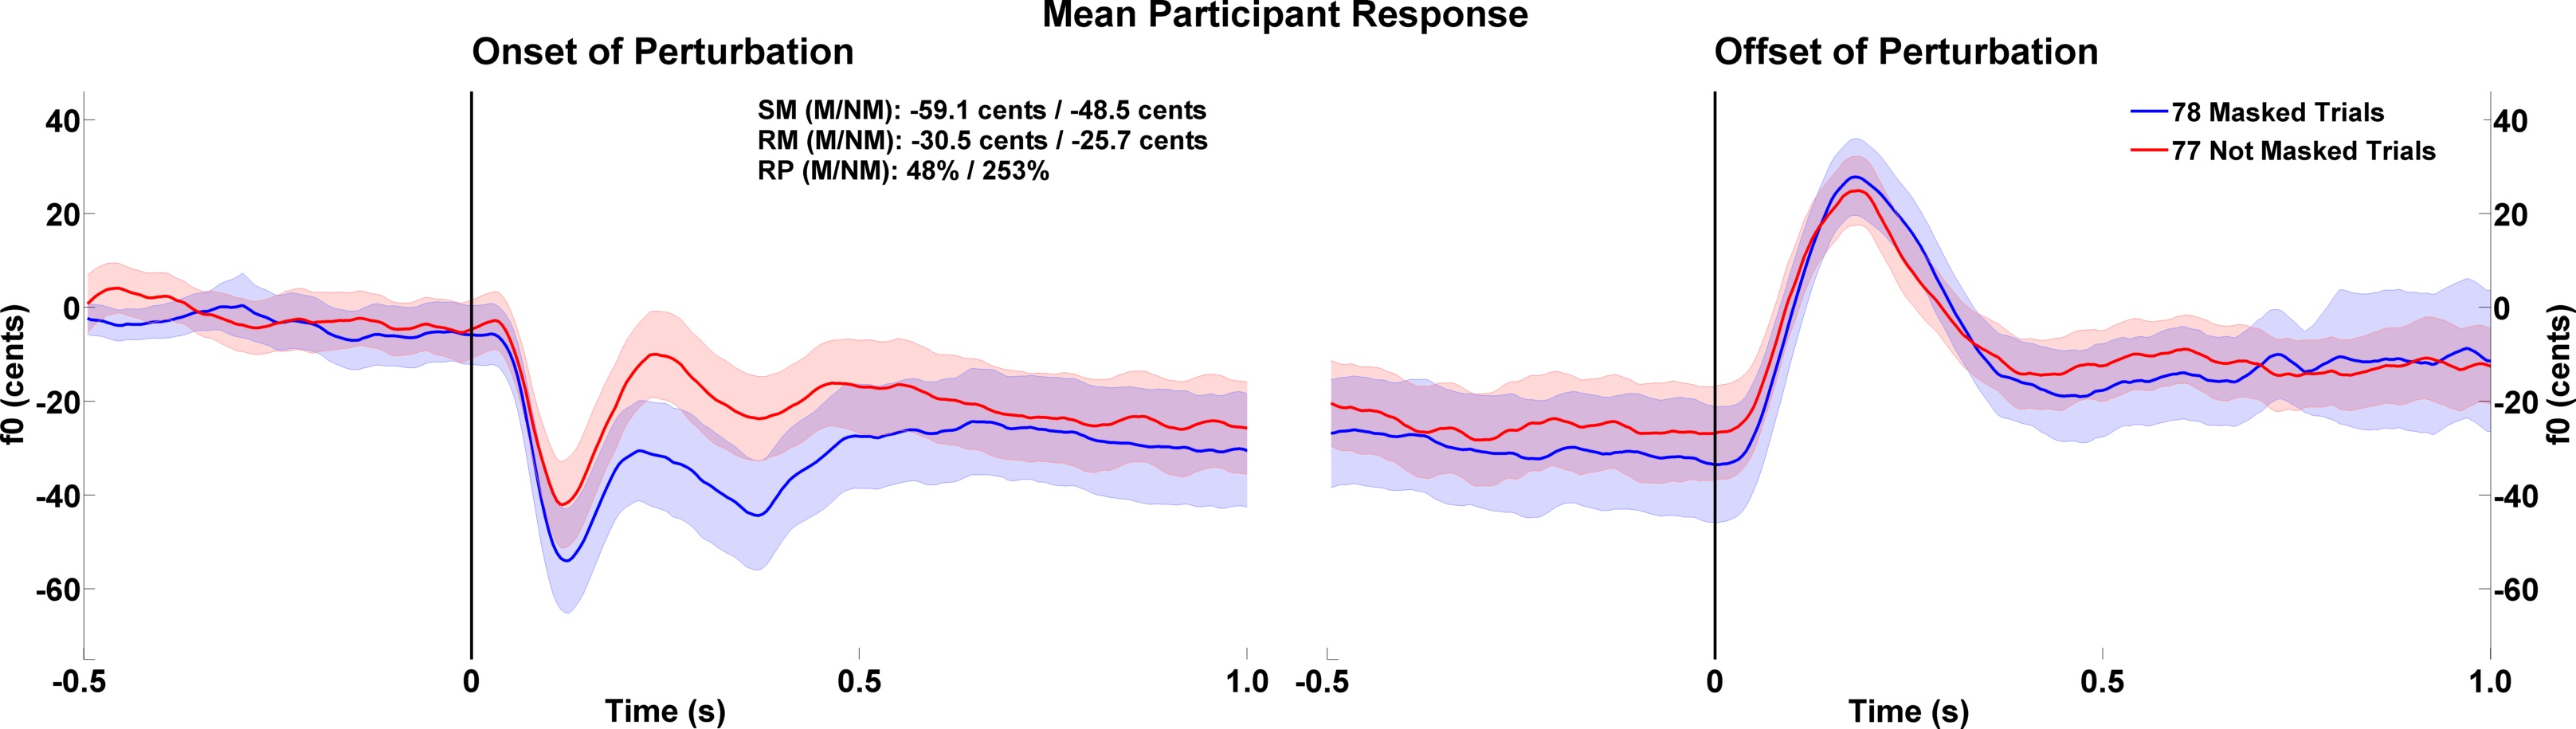 Mean Participant Response
Onset of Perturbation
Offset of Perturbation
SM (M/NM): -59.1 cents / -48.5 cents
RM (M/NM): -30.5 cents / -25.7 cents
RP (M/NM): 48% / 253%
78 Masked Trials
77 Not Masked Trials
f0 (cents)
40
20
0
-20
-40
-60
-0.5
0
0.5
1.0
Time (s)
-0.5
0
0.5
1.0
Time (s)
40
20
0
-20
-40
-60
f0 (cents)